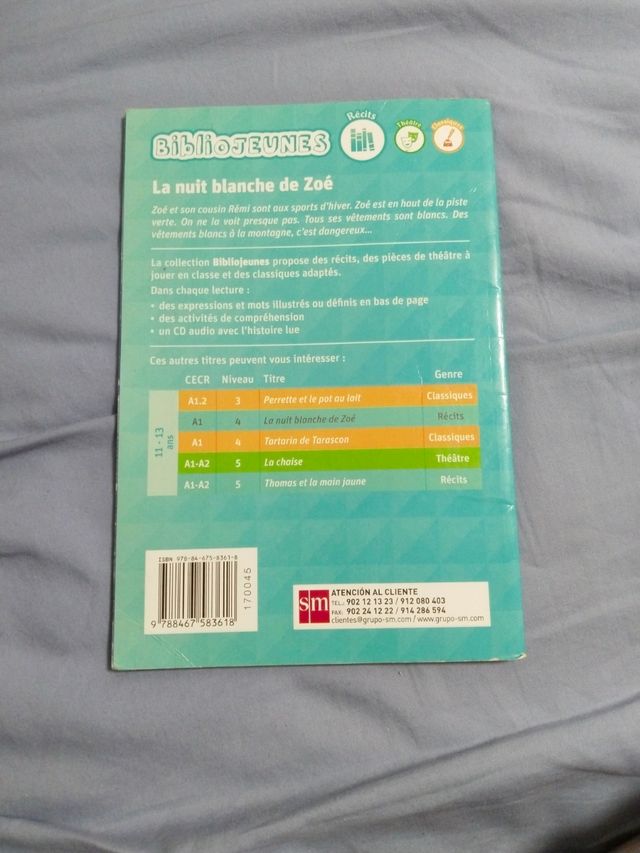 BIBLIOJEUNES
Récits
Théâtre
Classiques
La nuit blanche de Zoé
Zoé et son cousin Rémi sont aux sports d'hiver. Zoé est en haut de la piste
verte. On ne la voit presque pas. Tous ses vêtements sont blancs. Des
vêtements blancs à la montagne, c'est dangereux...
La collection Bibliojeunes propose des récits, des pièces de théâtre à
jouer en classe et des classiques adaptés.
Dans chaque lecture :
• des expressions et mots illustrés ou définis en bas de page
• des activités de compréhension
• un CD audio avec l'histoire lue
Ces autres titres peuvent vous intéresser :
CECR Niveau Titre Genre
11 - 13 ans
A1.2 3 Perrette et le pot au lait Classiques
A1 4 La nuit blanche de Zoé Récits
A1 4 Tartarin de Tarascon Classiques
A1-A2 5 La chaise Théâtre
A1-A2 5 Thomas et la main jaune Récits
ISBN 978-84-675-8361-8
9 788467 583618
170045
sm
ATENCIÓN AL CLIENTE
TEL.: 902 12 13 23 / 912 080 403
FAX: 902 24 12 22 / 914 286 594
clientes@grupo-sm.com / www.grupo-sm.com